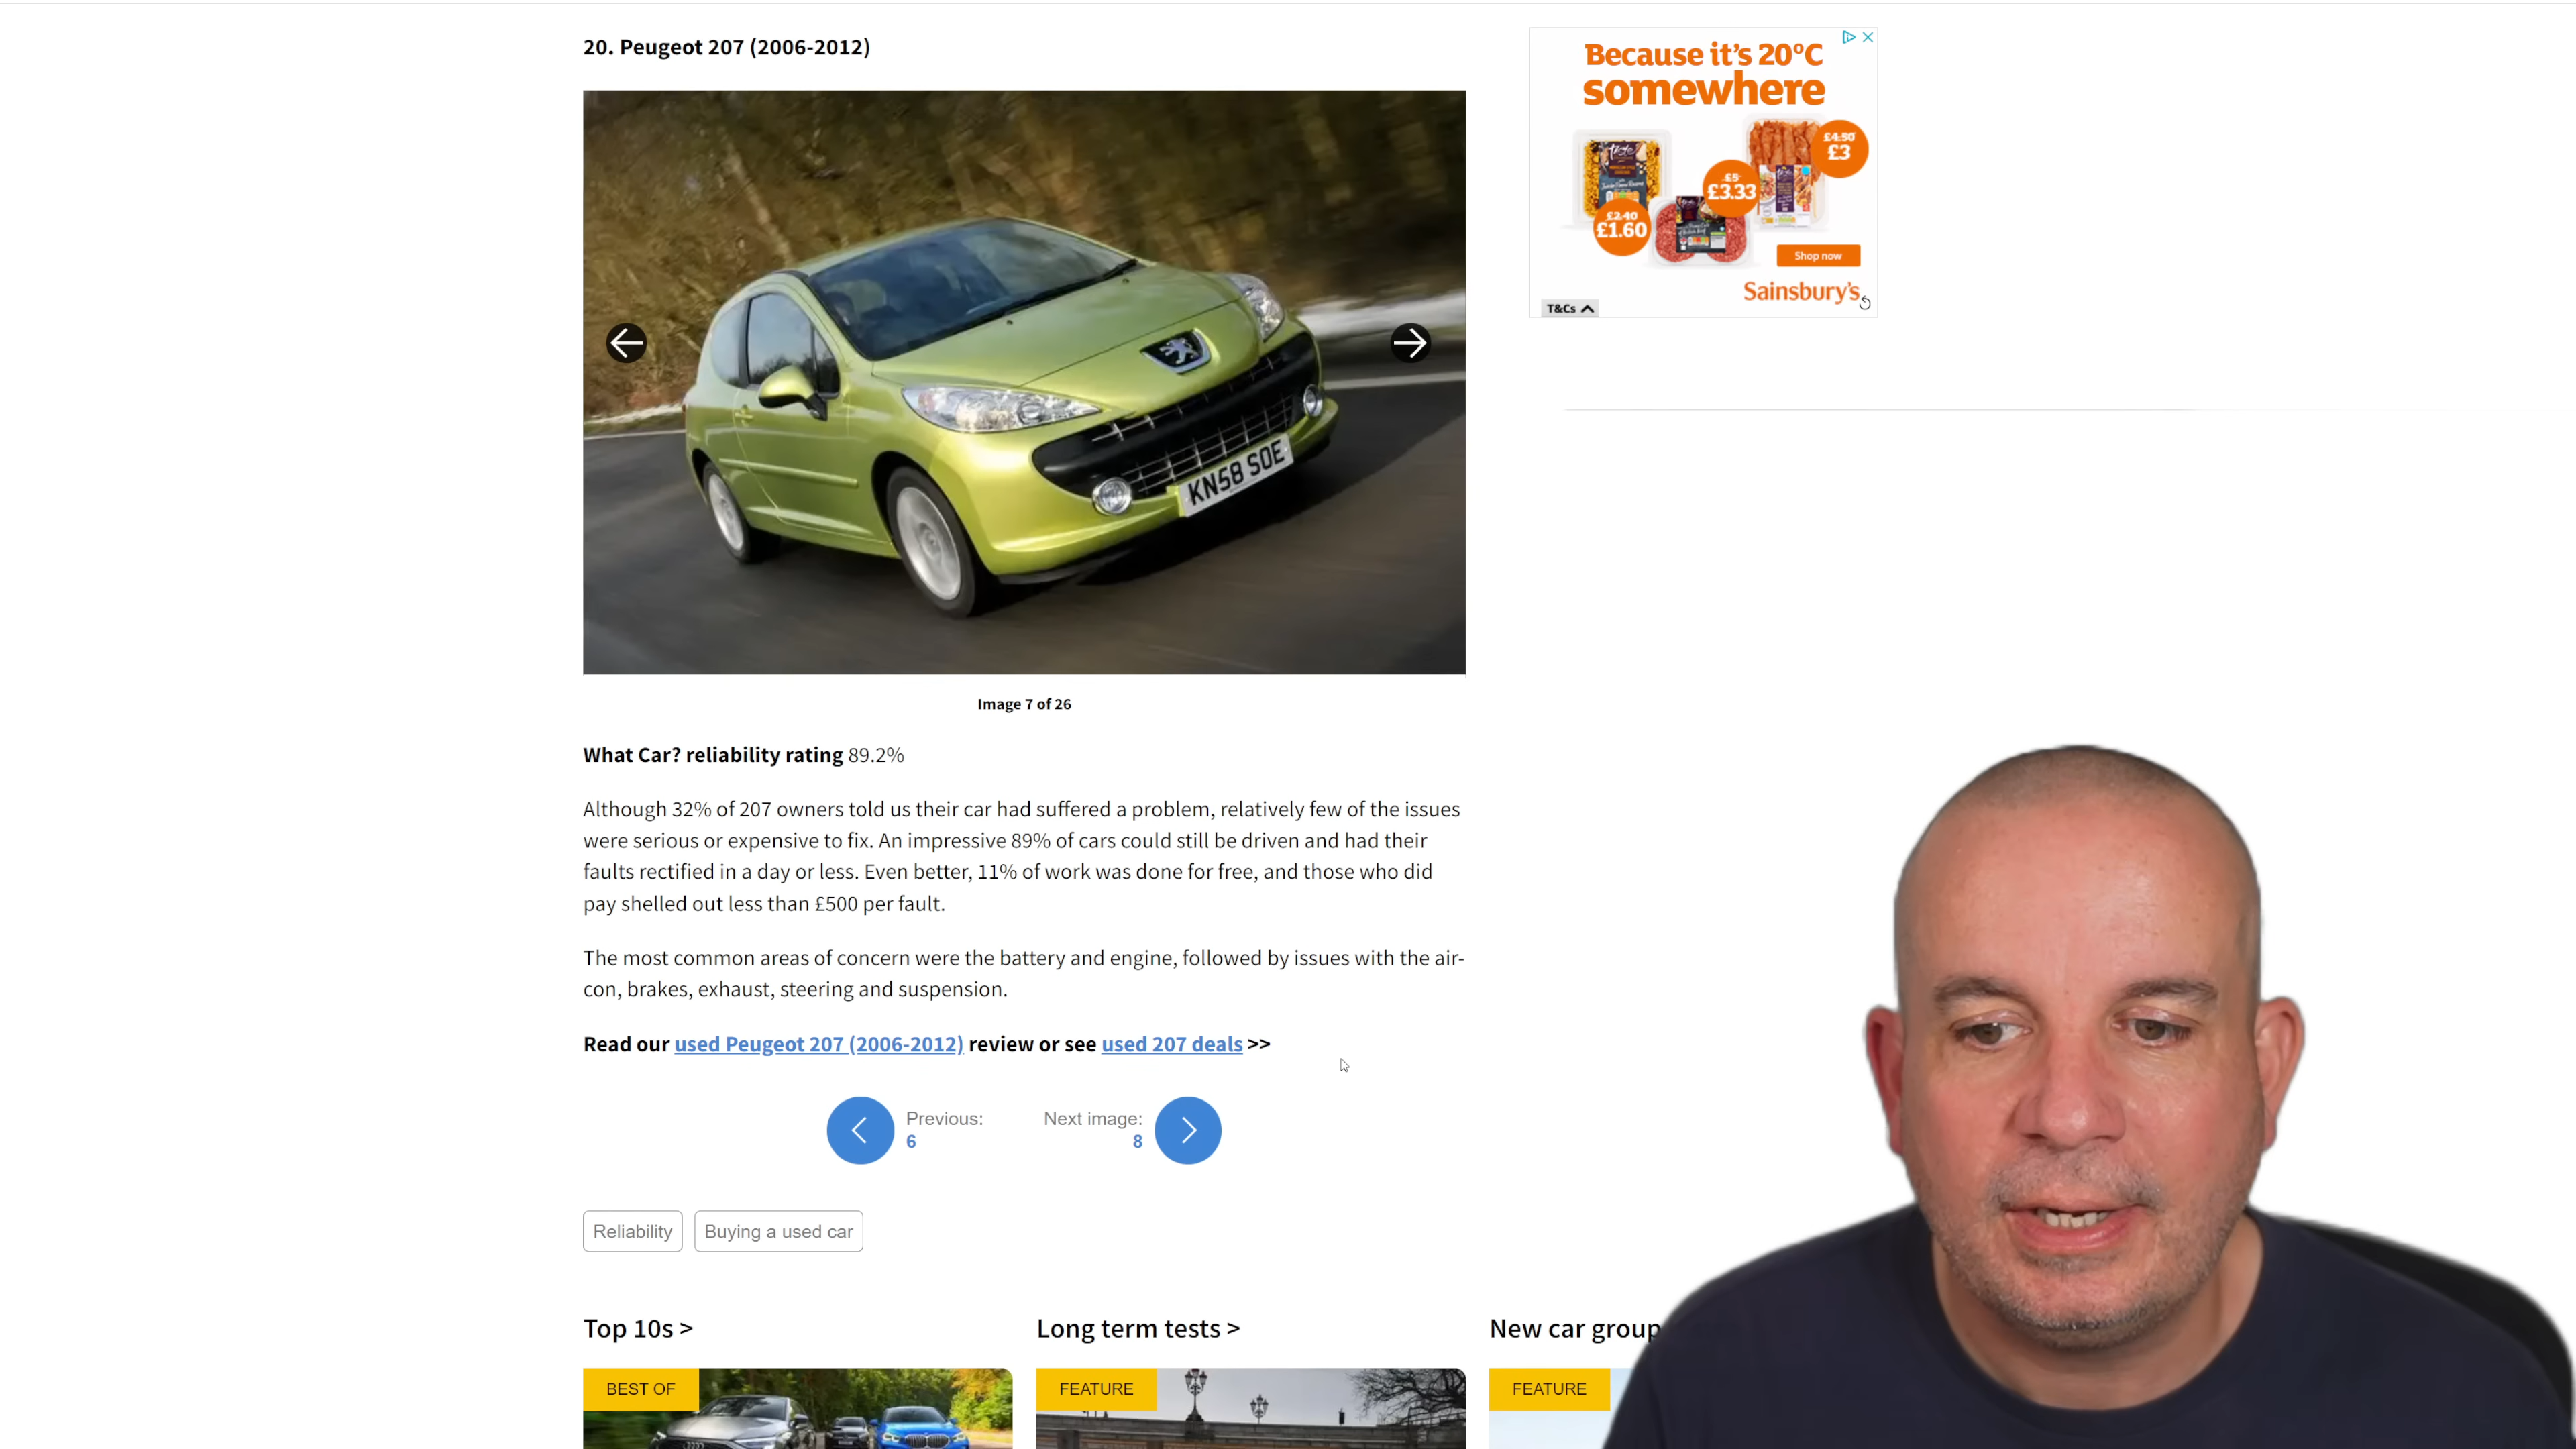 20. Peugeot 207 (2006-2012)
KN58 SOE
Image 7 of 26
What Car? reliability rating 89.2%
Although 32% of 207 owners told us their car had suffered a problem, relatively few of the issues
were serious or expensive to fix. An impressive 89% of cars could still be driven and had their
faults rectified in a day or less. Even better, 11% of work was done for free, and those who did
pay shelled out less than £500 per fault.
The most common areas of concern were the battery and engine, followed by issues with the air-
con, brakes, exhaust, steering and suspension.
Read our used Peugeot 207 (2006-2012) review or see used 207 deals >>
Previous:
6
Next image:
8
Reliability
Buying a used car
Top 10s >
Long term tests >
New car group
BEST OF
FEATURE
FEATURE
Because it's 20°C
somewhere
£4.50
£3
£5
£3.33
£2.40
£1.60
Shop now
Sainsbury's
T&Cs